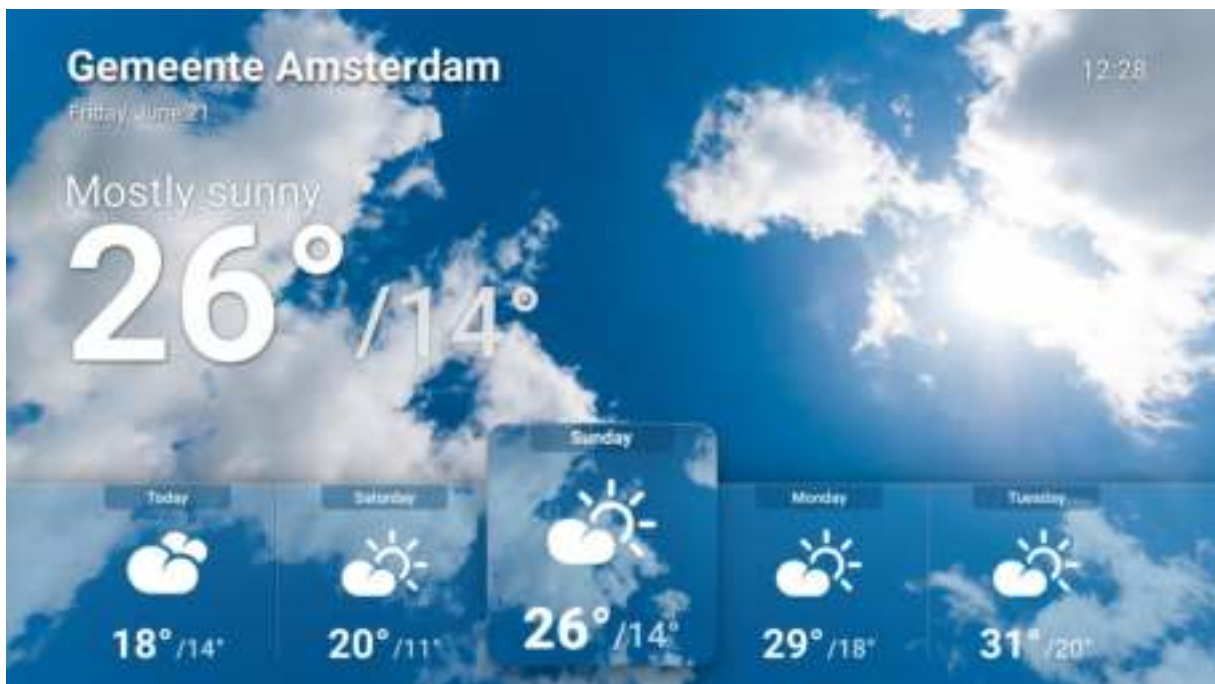 Gemeente Amsterdam
12:28
Friday, June 21
Mostly sunny
26°/14°
Today
Saturday
Sunday
Monday
Tuesday
18°/14°
20°/11°
26°/14°
29°/18°
31°/20°